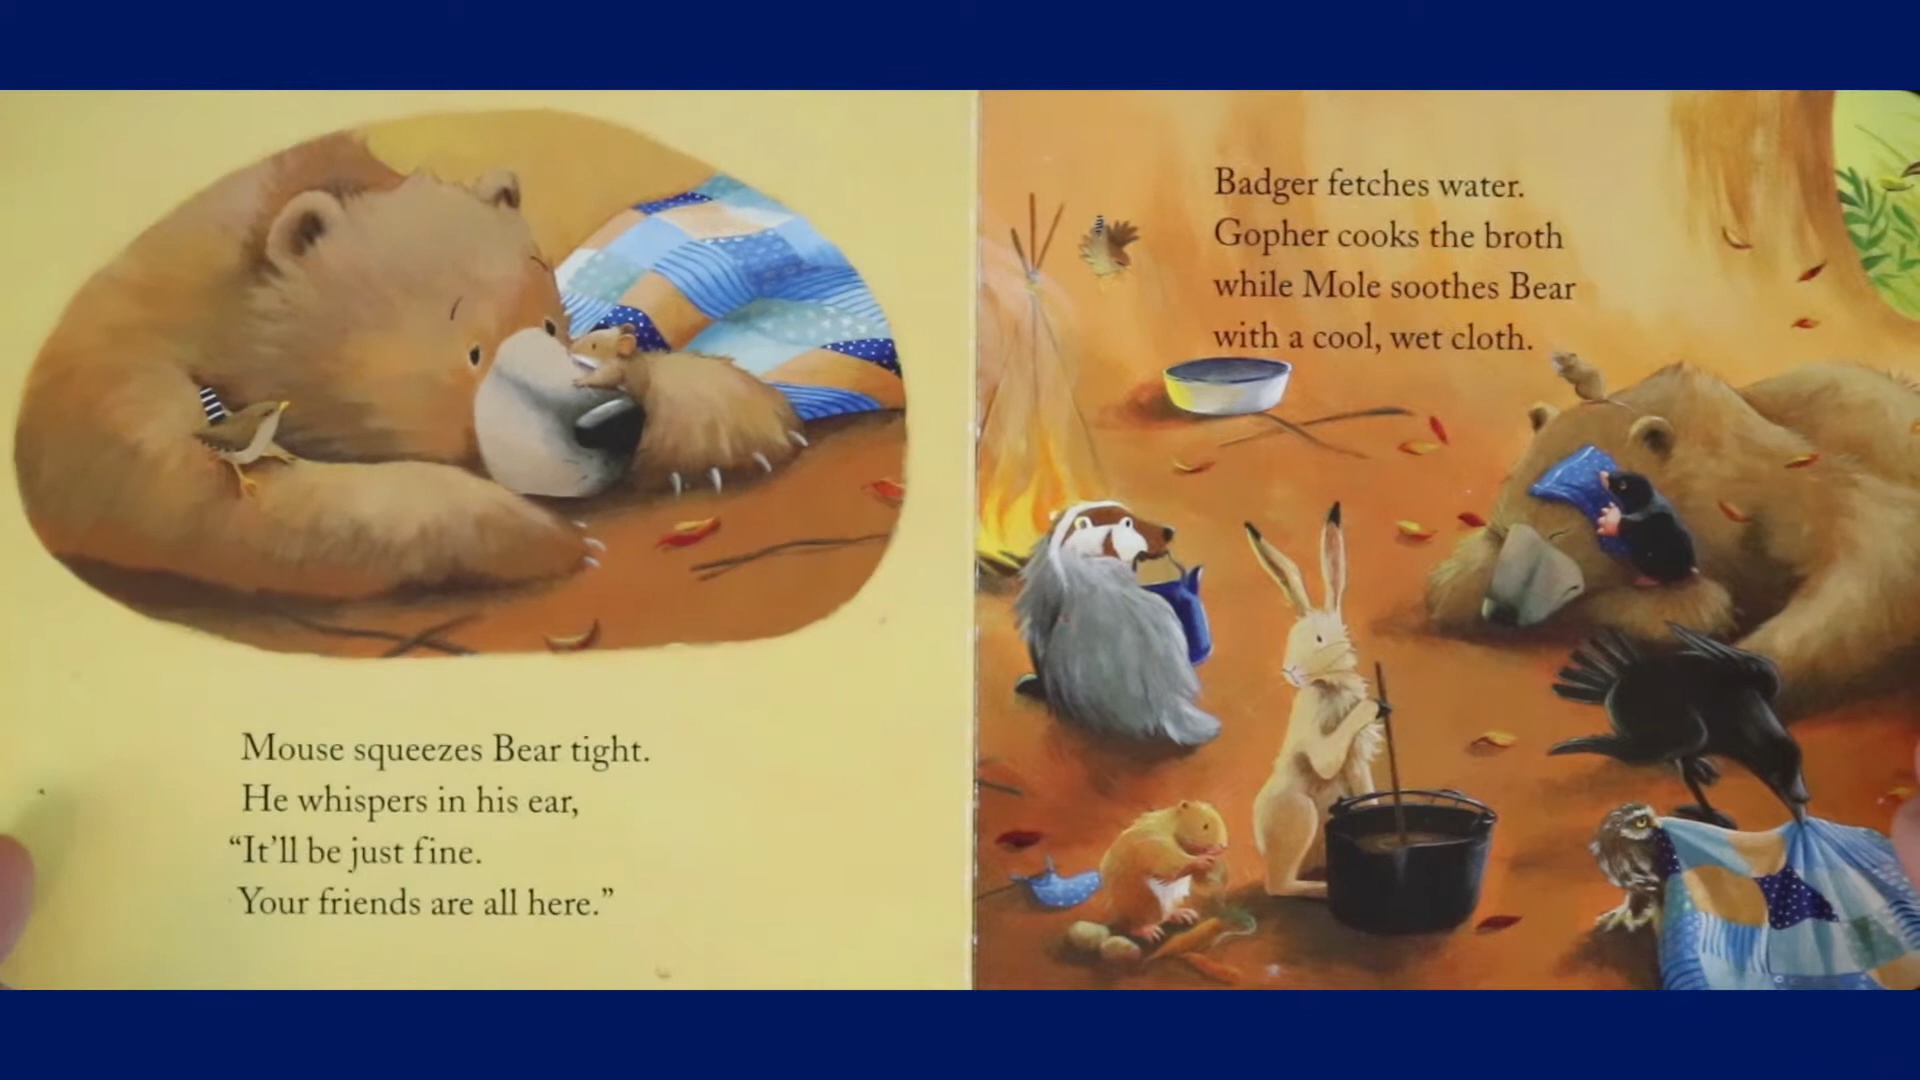 Mouse squeezes Bear tight.
He whispers in his ear,
“It’ll be just fine.
Your friends are all here.”
Badger fetches water.
Gopher cooks the broth
while Mole soothes Bear
with a cool, wet cloth.